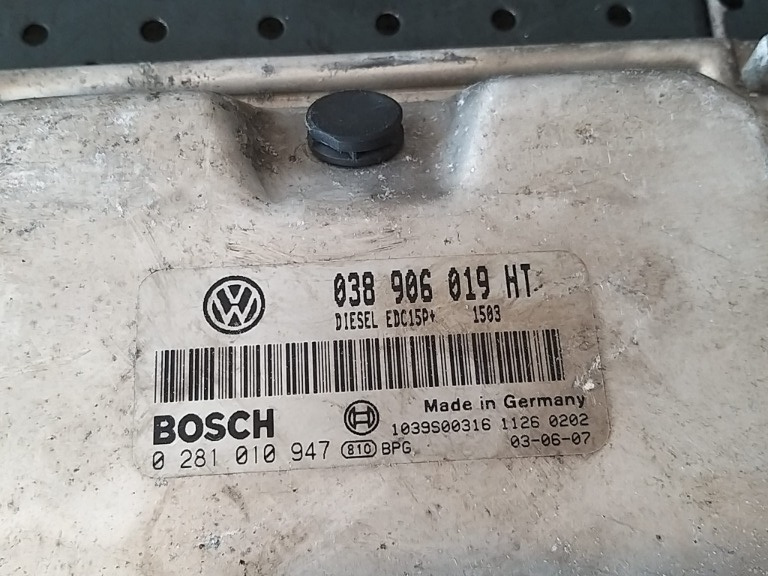 038 906 019 HT
DIESEL EDC15P+ 1503
Made in Germany
BOSCH
1039S00316 1126 0202
0 281 010 947 810 BPG 03-06-07